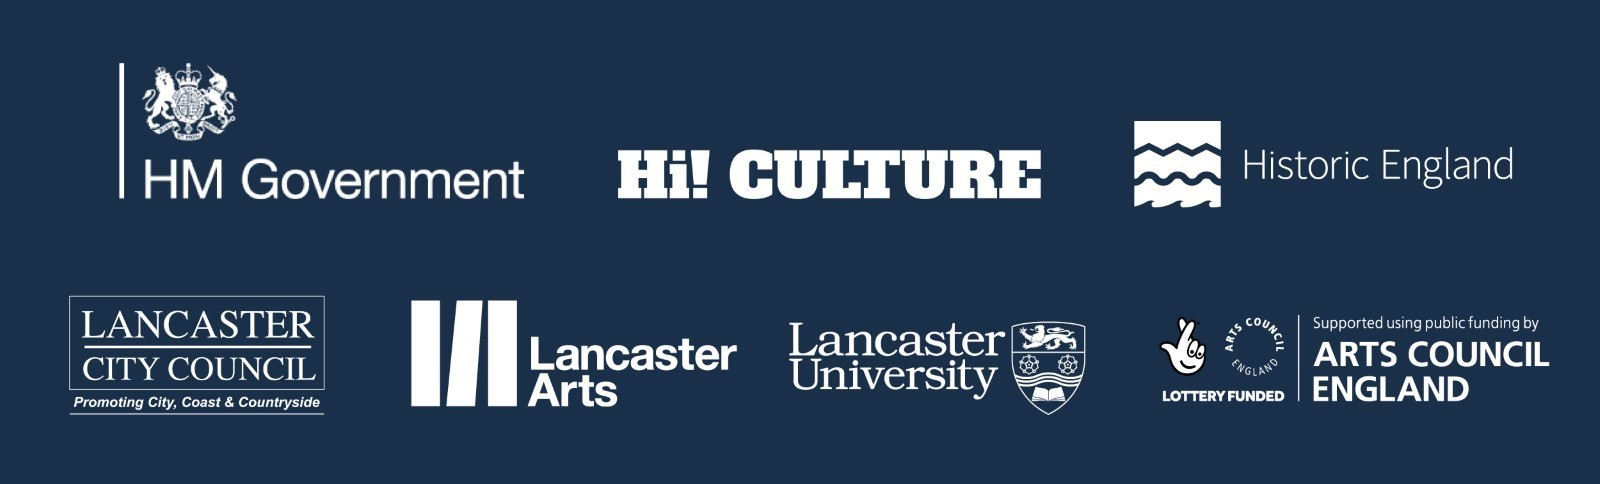 HM Government
Hi! CULTURE
Historic England
LANCASTER
CITY COUNCIL
Promoting City, Coast & Countryside
Lancaster
Arts
Lancaster
University
LOTTERY FUNDED
ARTS COUNCIL
ENGLAND
Supported using public funding by
ARTS COUNCIL
ENGLAND